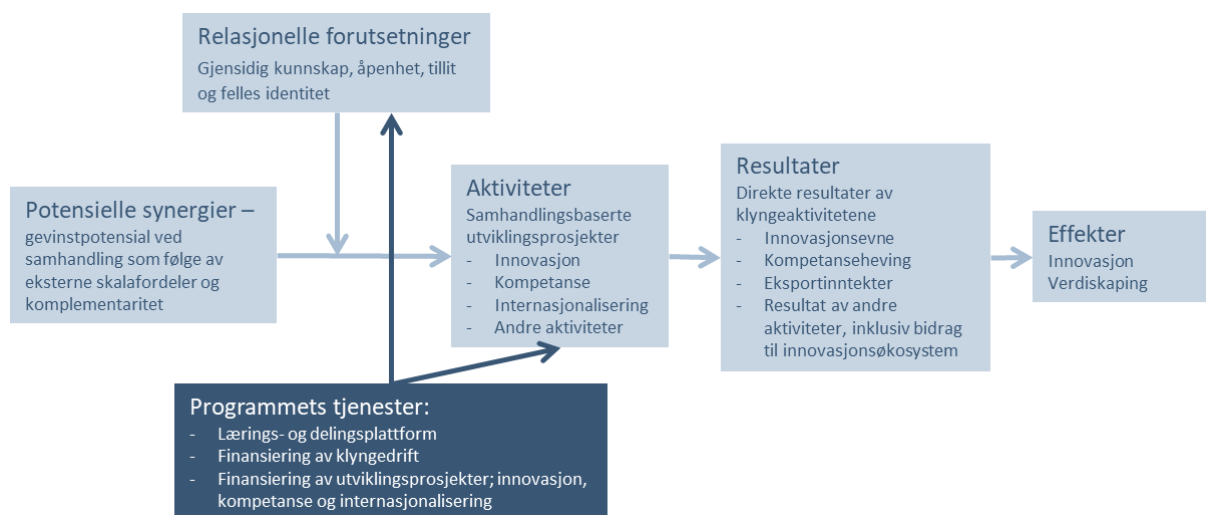 Relasjonelle forutsetninger
Gjensidig kunnskap, åpenhet, tillit
og felles identitet
Potensielle synergier –
gevinstpotensial ved
samhandling som følge av
eksterne skalafordeler og
komplementaritet
Aktiviteter
Samhandlingsbaserte
utviklingsprosjekter
- Innovasjon
- Kompetanse
- Internasjonalisering
- Andre aktiviteter
Resultater
Direkte resultater av
klyngeaktivitetene
- Innovasjonsevne
- Kompetanseheving
- Eksportinntekter
- Resultat av andre
aktiviteter, inklusiv bidrag
til innovasjonsøkosystem
Effekter
Innovasjon
Verdiskaping
Programmets tjenester:
- Lærings- og delingsplattform
- Finansiering av klyngedrift
- Finansiering av utviklingsprosjekter; innovasjon,
kompetanse og internasjonalisering